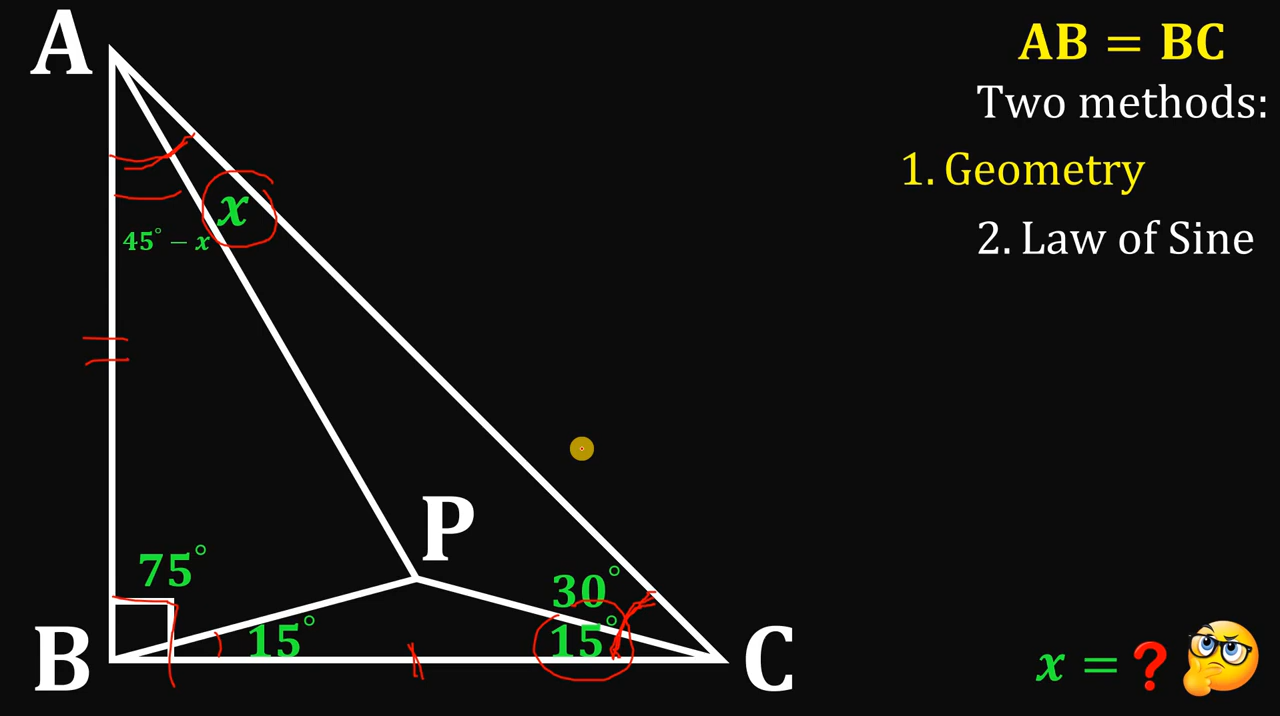 A
AB = BC
Two methods:
1. Geometry
x
45° − x
2. Law of Sine
P
75°
30°
15°
15°
B
C
x = ?